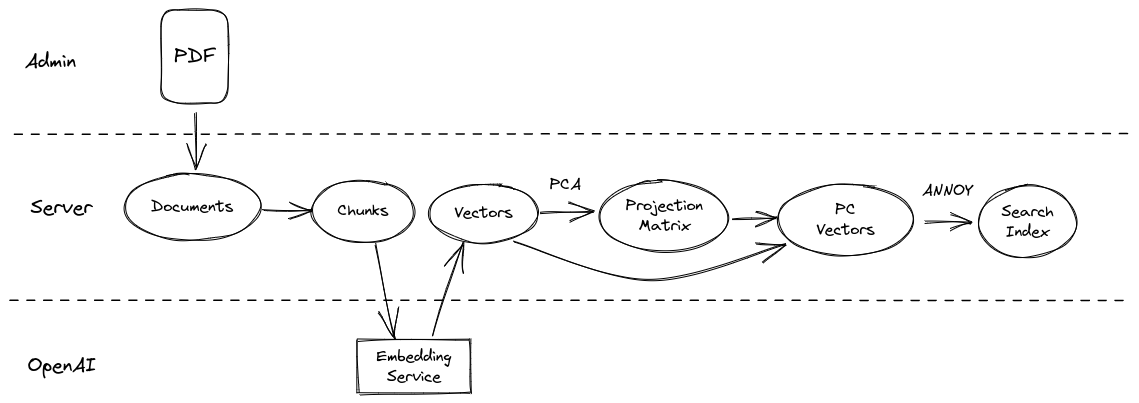 Admin
PDF
Server
Documents
Chunks
Vectors
PCA
Projection
Matrix
PC
Vectors
ANNOY
Search
Index
OpenAI
Embedding
Service